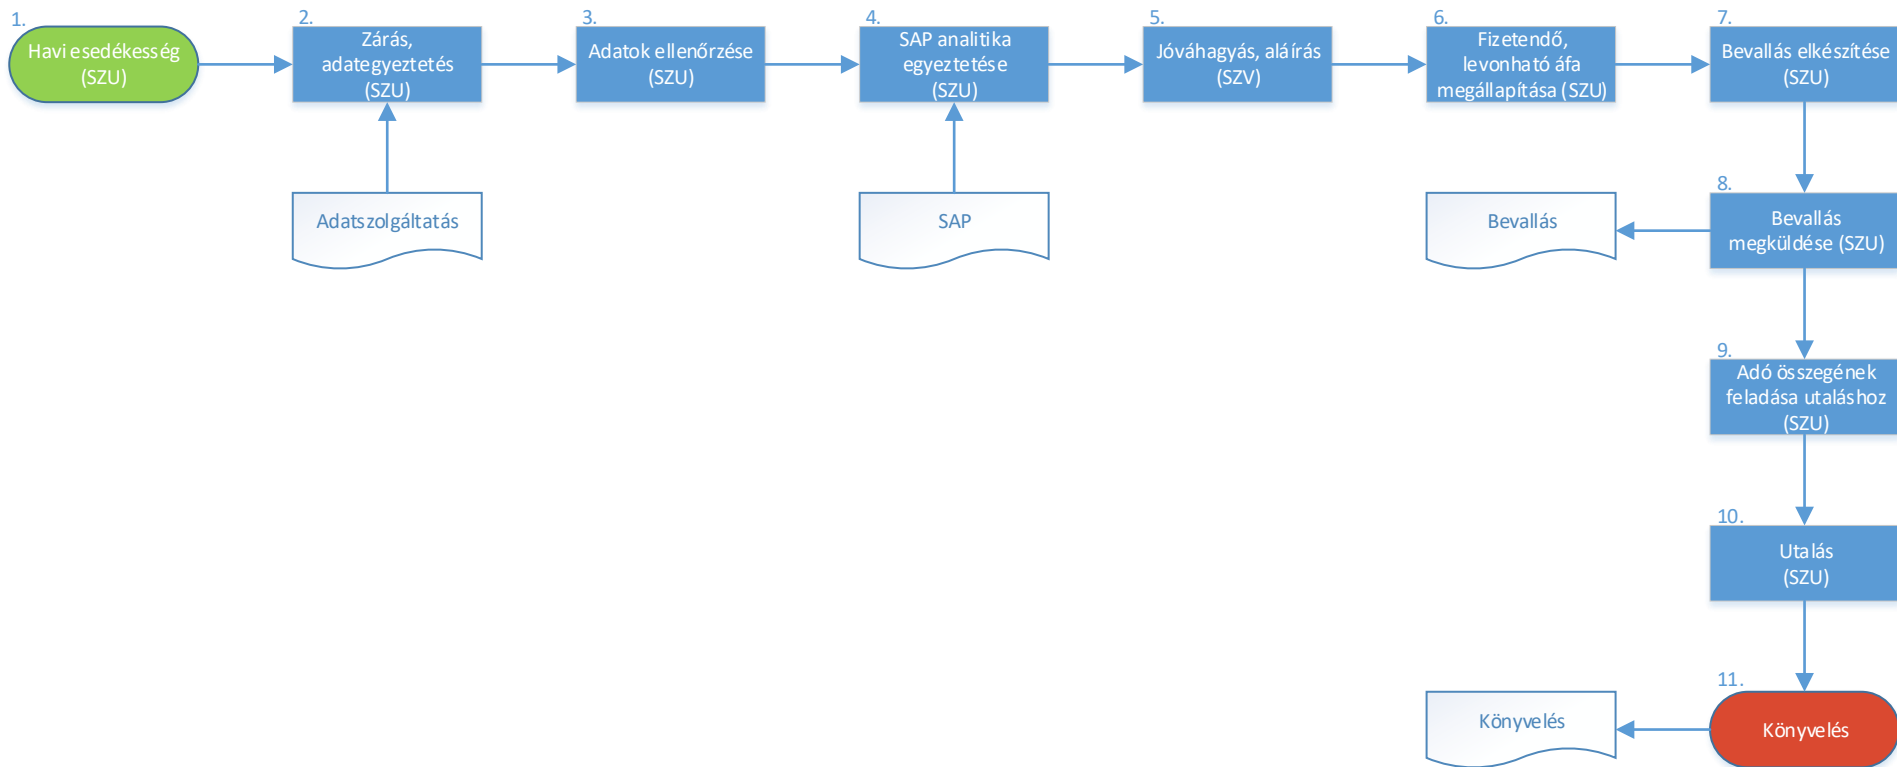 1.
Havi esedékesség
(SZU)
2.
Zárás,
adategyeztetés
(SZU)
3.
Adatok ellenőrzése
(SZU)
4.
SAP analitika
egyeztetése
(SZU)
5.
Jóváhagyás, aláírás
(SZV)
6.
Fizetendő,
levonható áfa
megállapítása (SZU)
7.
Bevallás elkészítése
(SZU)
Adatszolgáltatás
SAP
Bevallás
8.
Bevallás
megküldése (SZU)
9.
Adó összegének
feladása utaláshoz
(SZU)
10.
Utalás
(SZU)
Könyvelés
11.
Könyvelés